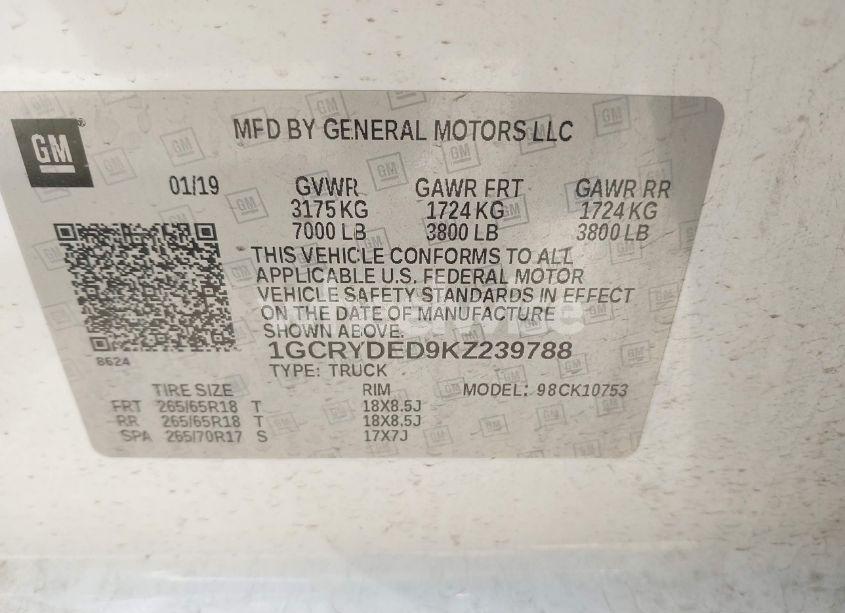 GM
MFD BY GENERAL MOTORS LLC
01/19 GVWR GAWR FRT GAWR RR
3175 KG 1724 KG 1724 KG
7000 LB 3800 LB 3800 LB
THIS VEHICLE CONFORMS TO ALL
APPLICABLE U.S. FEDERAL MOTOR
VEHICLE SAFETY STANDARDS IN EFFECT
ON THE DATE OF MANUFACTURE
SHOWN ABOVE.
8624
1GCRYDED9KZ239788
TYPE: TRUCK
TIRE SIZE RIM MODEL: 98CK10753
FRT 265/65R18 T 18X8.5J
RR 265/65R18 T 18X8.5J
SPA 265/70R17 S 17X7J